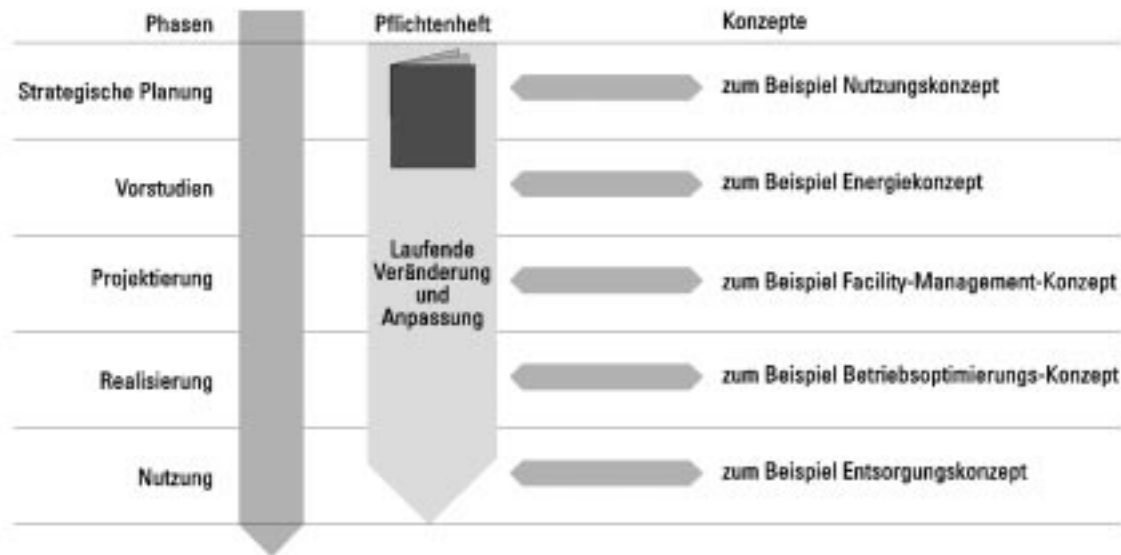 Phasen Pflichtenheft Konzepte
Strategische Planung zum Beispiel Nutzungskonzept
Vorstudien zum Beispiel Energiekonzept
Laufende
Veränderung
und
Anpassung
Projektierung zum Beispiel Facility-Management-Konzept
Realisierung zum Beispiel Betriebsoptimierungs-Konzept
Nutzung zum Beispiel Entsorgungskonzept